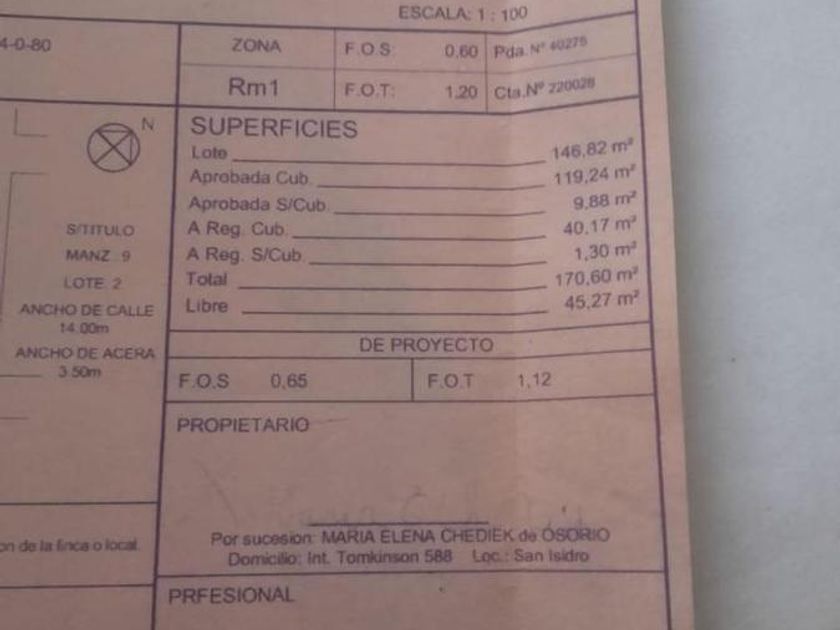 ESCALA: 1 : 100
4-0-80
ZONA F.O.S: 0,60 Pda. Nº 40275
Rm1 F.O.T: 1,20 Cta.Nº 220028
N
SUPERFICIES
Lote 146,82 m²
Aprobada Cub. 119,24 m²
Aprobada S/Cub. 9,88 m²
A Reg. Cub. 40,17 m²
A Reg. S/Cub. 1,30 m²
Total 170,60 m²
Libre 45,27 m²
S/TITULO
MANZ : 9
LOTE: 2
ANCHO DE CALLE
14.00m
ANCHO DE ACERA
3.50m
DE PROYECTO
F.O.S 0,65 F.O.T 1,12
PROPIETARIO
Por sucesion: MARIA ELENA CHEDIEK de OSORIO
Domicilio: Int. Tomkinson 588 Loc.: San Isidro
on de la finca o local.
PRFESIONAL